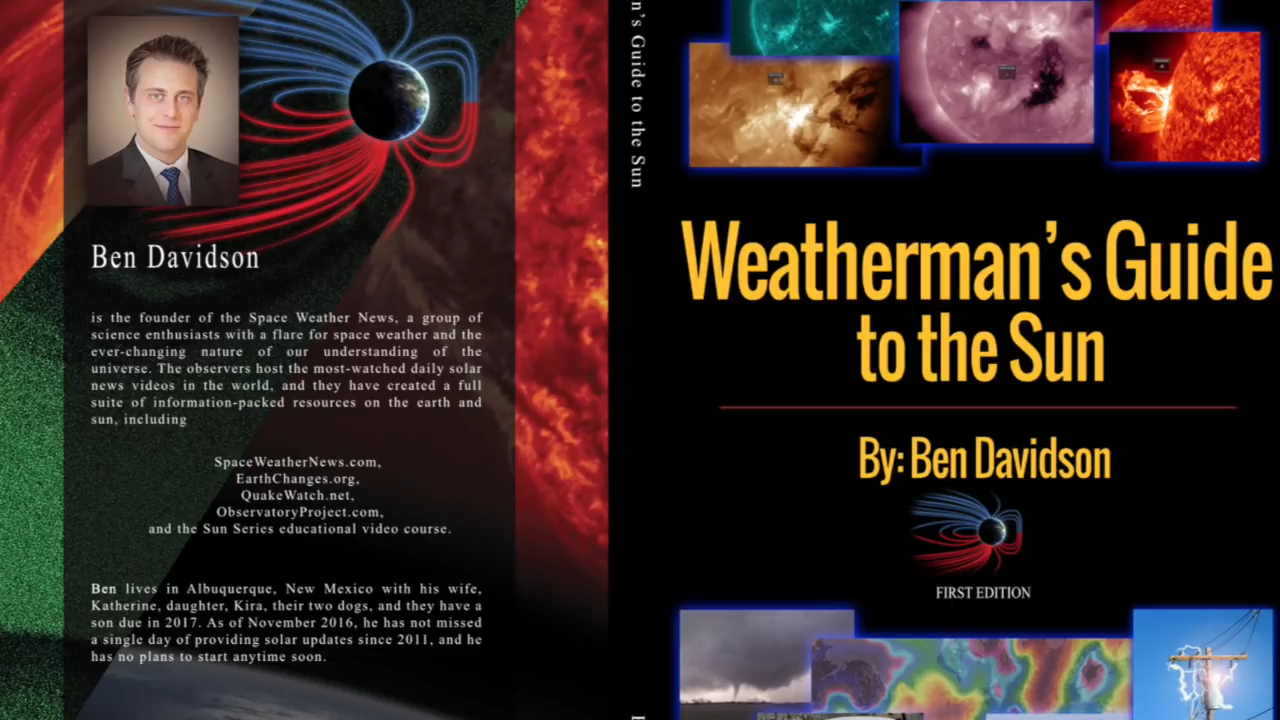 Ben Davidson
is the founder of the Space Weather News, a group of
science enthusiasts with a flare for space weather and the
ever-changing nature of our understanding of the
universe. The observers host the most-watched daily solar
news videos in the world, and they have created a full
suite of information-packed resources on the earth and
sun, including
SpaceWeatherNews.com,
EarthChanges.org,
QuakeWatch.net,
ObservatoryProject.com,
and the Sun Series educational video course.
Ben lives in Albuquerque, New Mexico with his wife,
Katherine, daughter, Kira, their two dogs, and they have a
son due in 2017. As of November 2016, he has not missed
a single day of providing solar updates since 2011, and he
has no plans to start anytime soon.
n's Guide to the Sun
Weatherman's Guide
to the Sun
By: Ben Davidson
FIRST EDITION